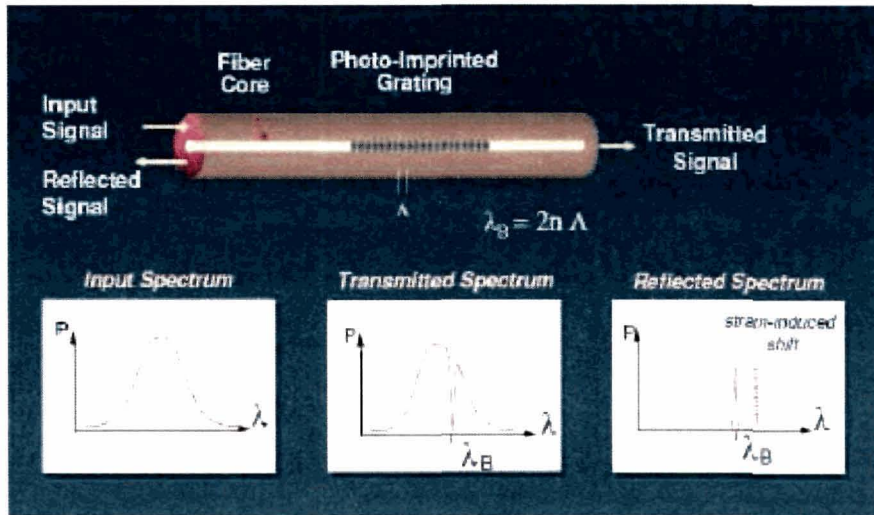 Fiber
Core
Photo-Imprinted
Grating
Input
Signal
Reflected
Signal
Transmitted
Signal
Λ
λB = 2n Λ
Input Spectrum
Transmitted Spectrum
Reflected Spectrum
P
λ
P
λ
λB
P
strain-induced
shift
λ
λB